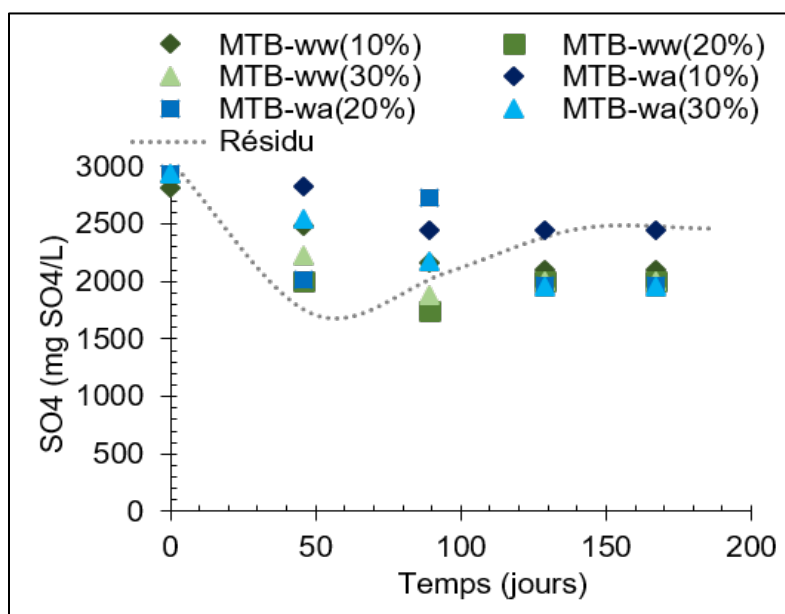 MTB-ww(10%) MTB-ww(20%)
MTB-ww(30%) MTB-wa(10%)
MTB-wa(20%) MTB-wa(30%)
Résidu
3000
2500
2000
1500
1000
500
0
SO4 (mg SO4/L)
0 50 100 150 200
Temps (jours)